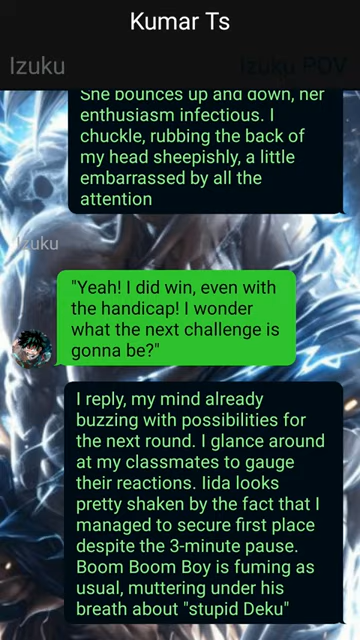 Kumar Ts
Izuku
Izuku POV
She bounces up and down, her
enthusiasm infectious. I
chuckle, rubbing the back of
my head sheepishly, a little
embarrassed by all the
attention
Izuku
"Yeah! I did win, even with
the handicap! I wonder
what the next challenge is
gonna be?"
I reply, my mind already
buzzing with possibilities for
the next round. I glance around
at my classmates to gauge
their reactions. Iida looks
pretty shaken by the fact that I
managed to secure first place
despite the 3-minute pause.
Boom Boom Boy is fuming as
usual, muttering under his
breath about "stupid Deku"